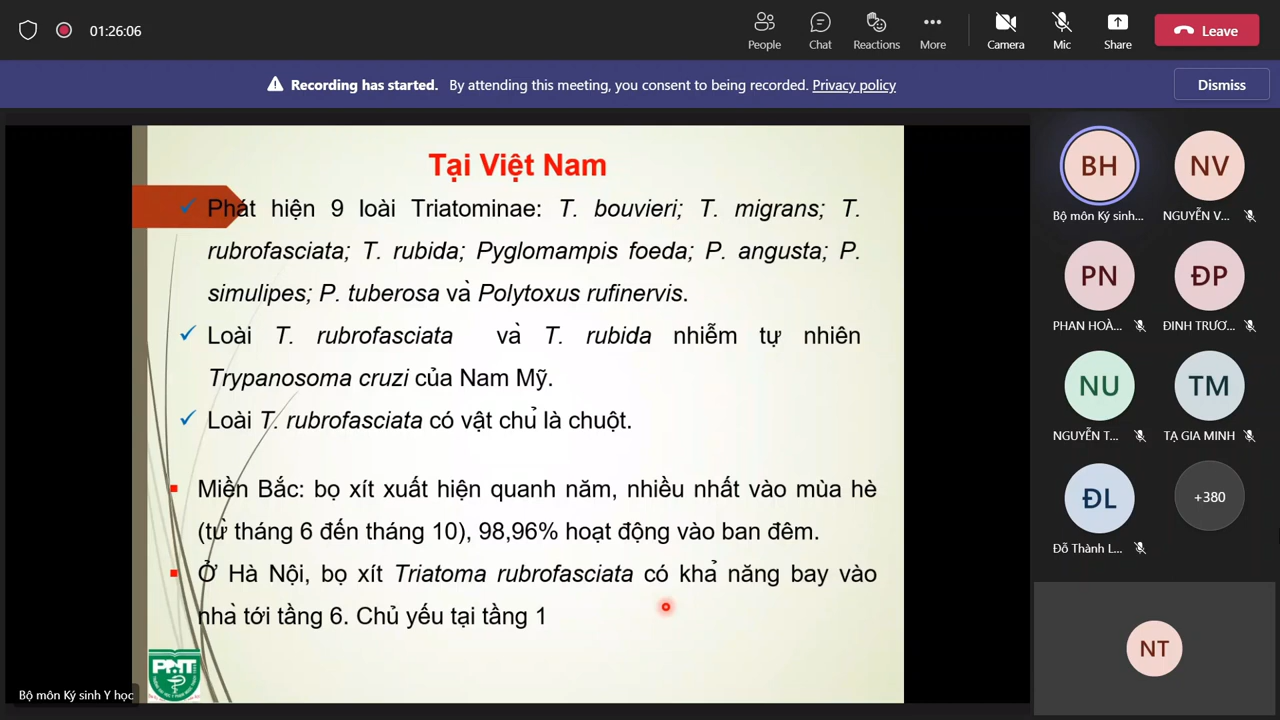 01:26:06
People
Chat
Reactions
More
Camera
Mic
Share
Leave
Recording has started. By attending this meeting, you consent to being recorded. Privacy policy
Dismiss
Tại Việt Nam
Phát hiện 9 loài Triatominae: T. bouvieri; T. migrans; T.
rubrofasciata; T. rubida; Pyglomampis foeda; P. angusta; P.
simulipes; P. tuberosa và Polytoxus rufinervis.
Loài T. rubrofasciata và T. rubida nhiễm tự nhiên
Trypanosoma cruzi của Nam Mỹ.
Loài T. rubrofasciata có vật chủ là chuột.
Miền Bắc: bọ xít xuất hiện quanh năm, nhiều nhất vào mùa hè
(từ tháng 6 đến tháng 10), 98,96% hoạt động vào ban đêm.
Ở Hà Nội, bọ xít Triatoma rubrofasciata có khả năng bay vào
nhà tới tầng 6. Chủ yếu tại tầng 1
PNT
Bộ môn Ký sinh Y học
BH
NV
Bộ môn Ký sinh...
NGUYỄN V...
PN
ĐP
PHAN HOÀ...
ĐINH TRƯƠ...
NU
TM
NGUYỄN T...
TẠ GIA MINH
ĐL
+380
Đỗ Thành L...
NT